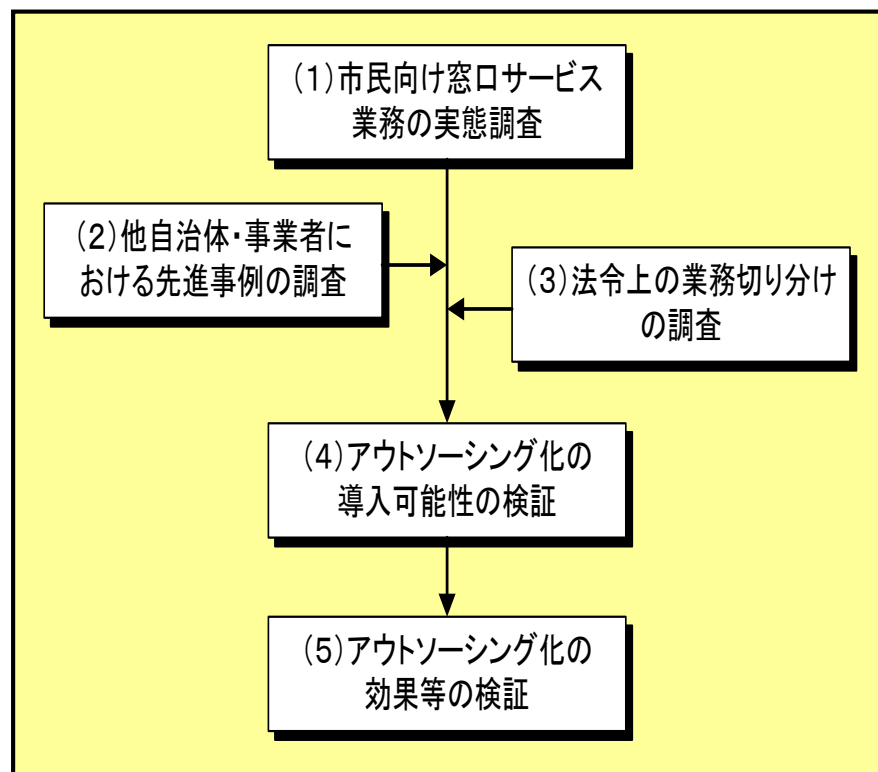 (1)市民向け窓口サービス
業務の実態調査
(2)他自治体・事業者に
おける先進事例の調査
(3)法令上の業務切り分け
の調査
(4)アウトソーシング化の
導入可能性の検証
(5)アウトソーシング化の
効果等の検証